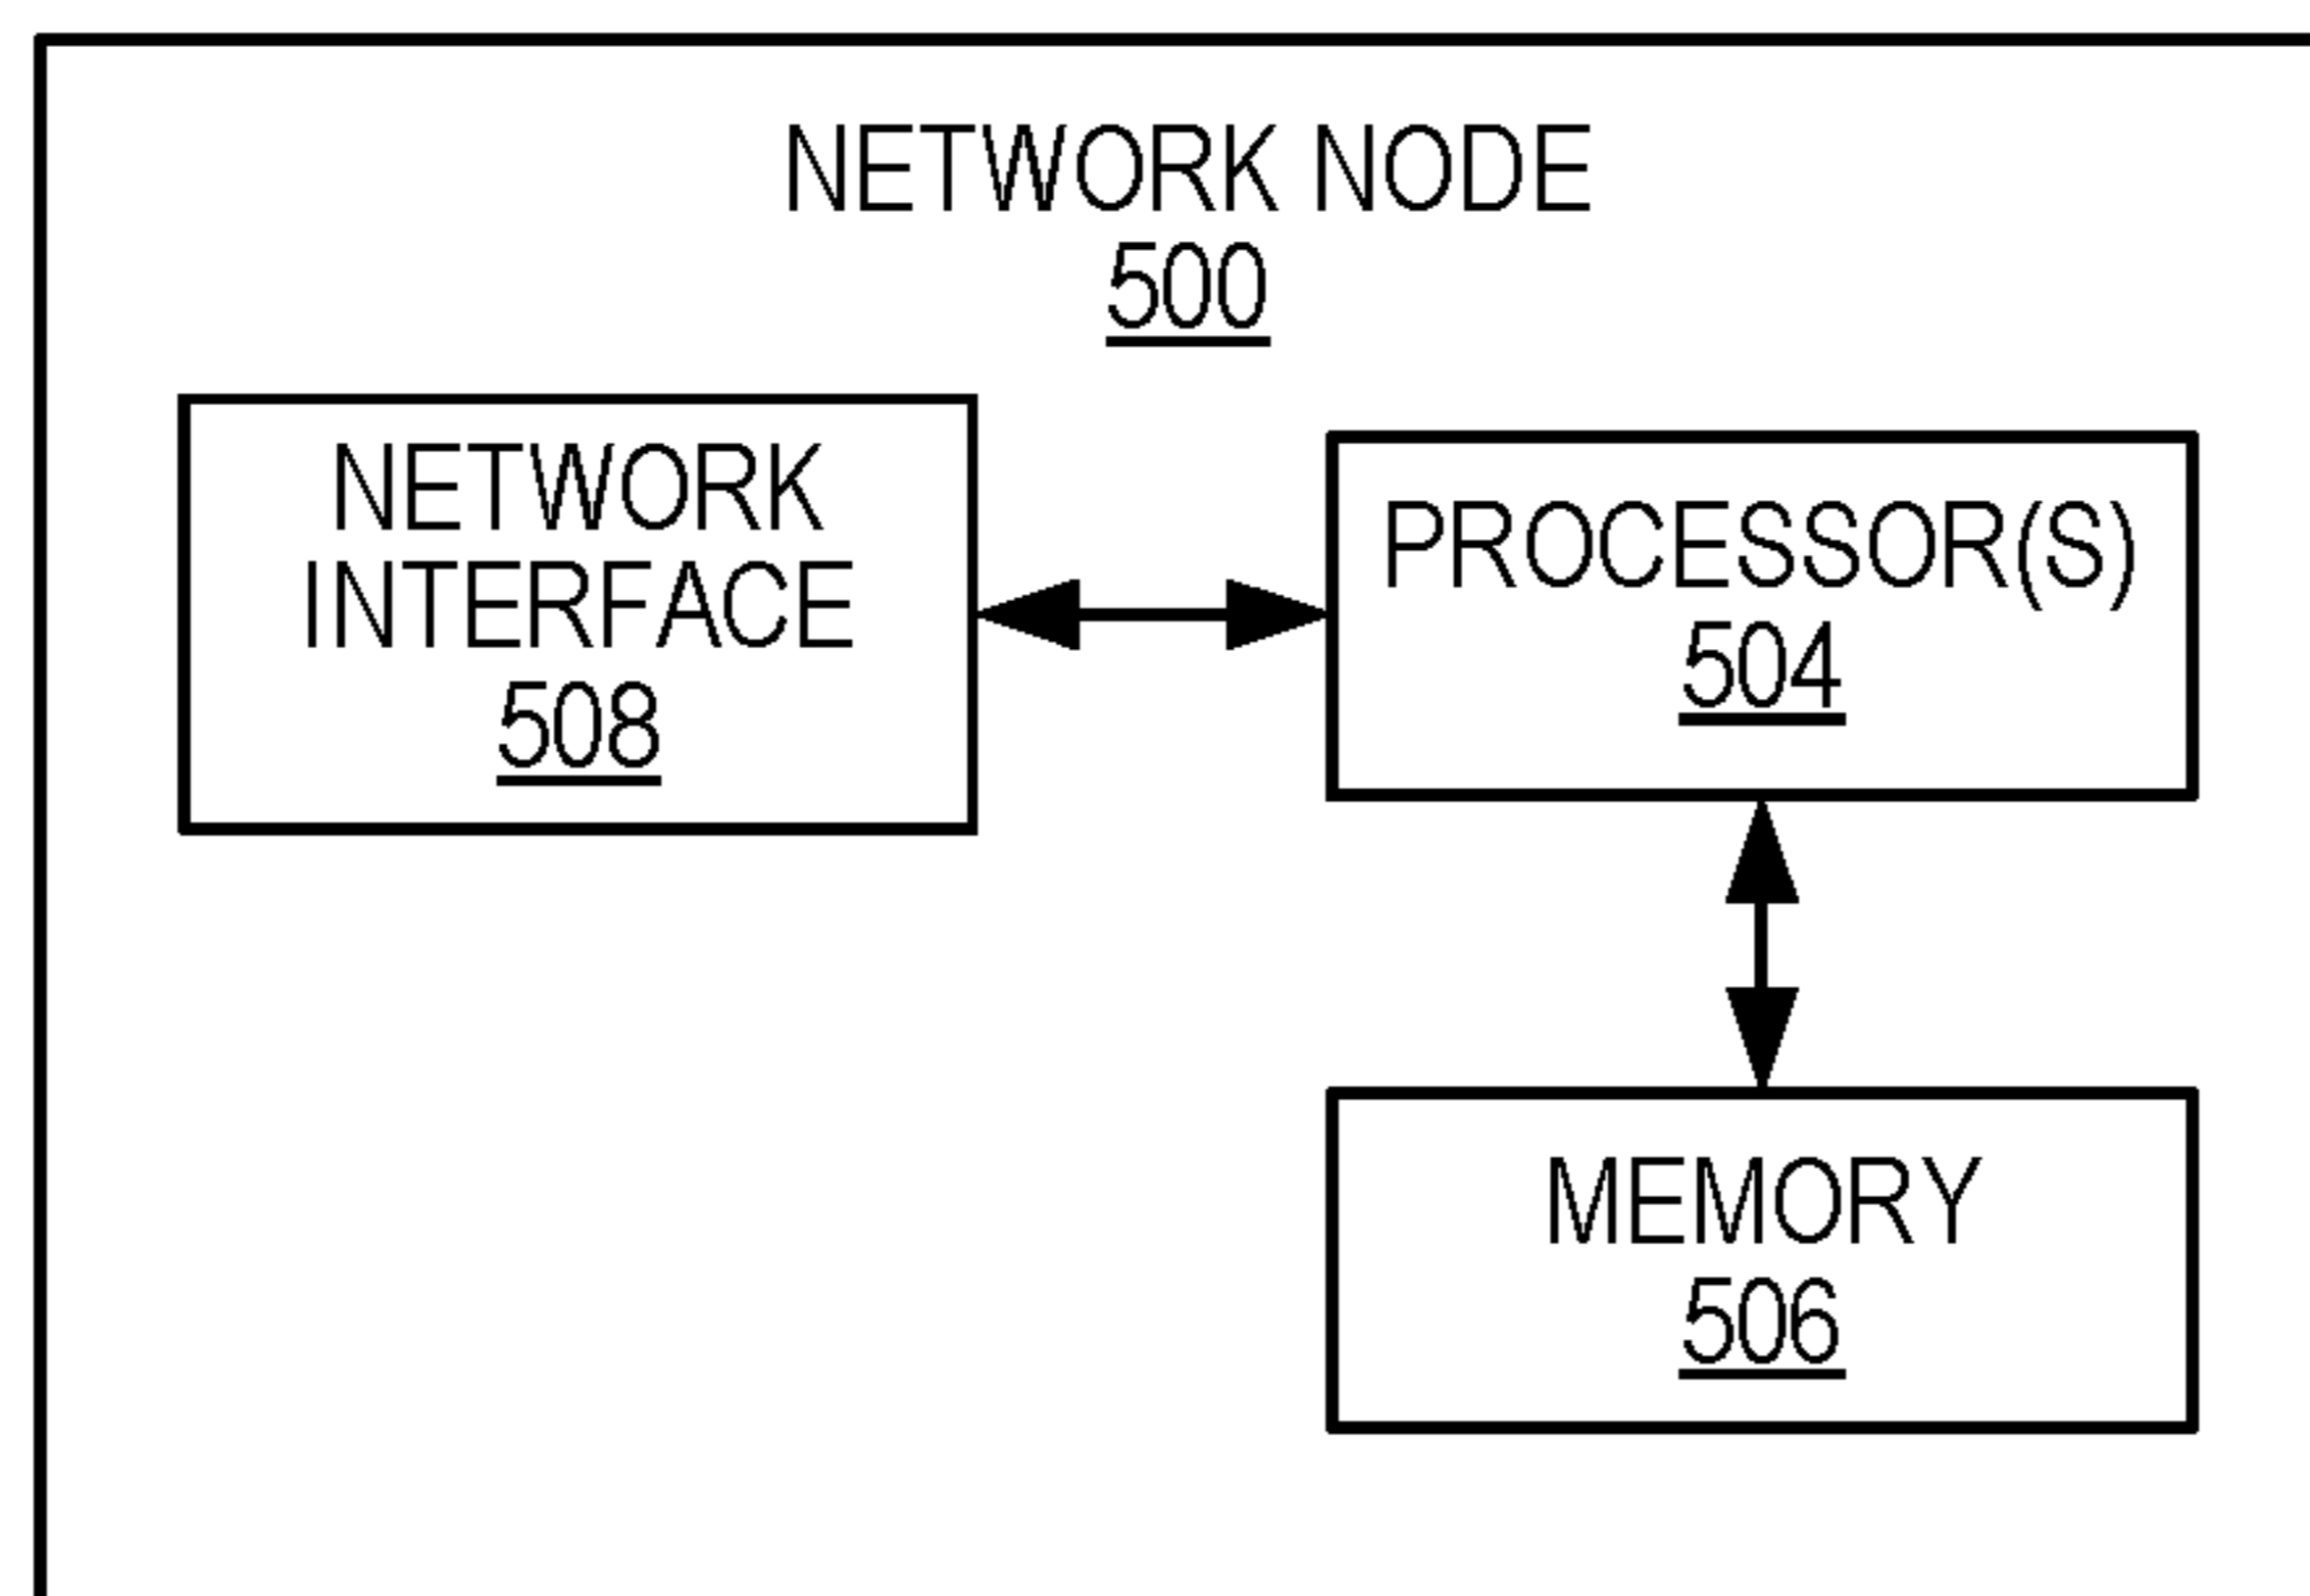 NETWORK NODE
500
NETWORK
INTERFACE
508
PROCESSOR(S)
504
MEMORY
506